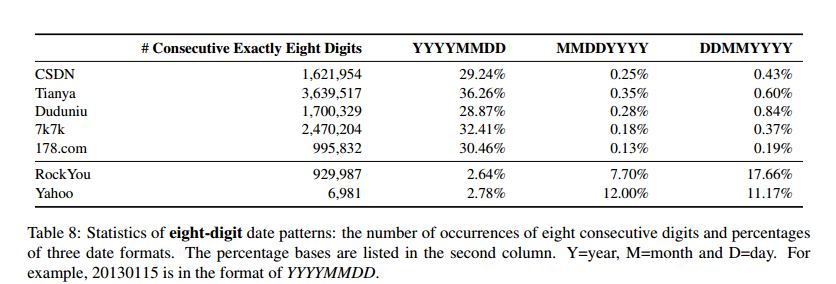 # Consecutive Exactly Eight Digits YYYYMMDD MMDDYYYY DDMMYYYY
CSDN 1,621,954 29.24% 0.25% 0.43%
Tianya 3,639,517 36.26% 0.35% 0.60%
Duduniu 1,700,329 28.87% 0.28% 0.84%
7k7k 2,470,204 32.41% 0.18% 0.37%
178.com 995,832 30.46% 0.13% 0.19%
RockYou 929,987 2.64% 7.70% 17.66%
Yahoo 6,981 2.78% 12.00% 11.17%
Table 8: Statistics of eight-digit date patterns: the number of occurrences of eight consecutive digits and percentages
of three date formats. The percentage bases are listed in the second column. Y=year, M=month and D=day. For
example, 20130115 is in the format of YYYYMMDD.